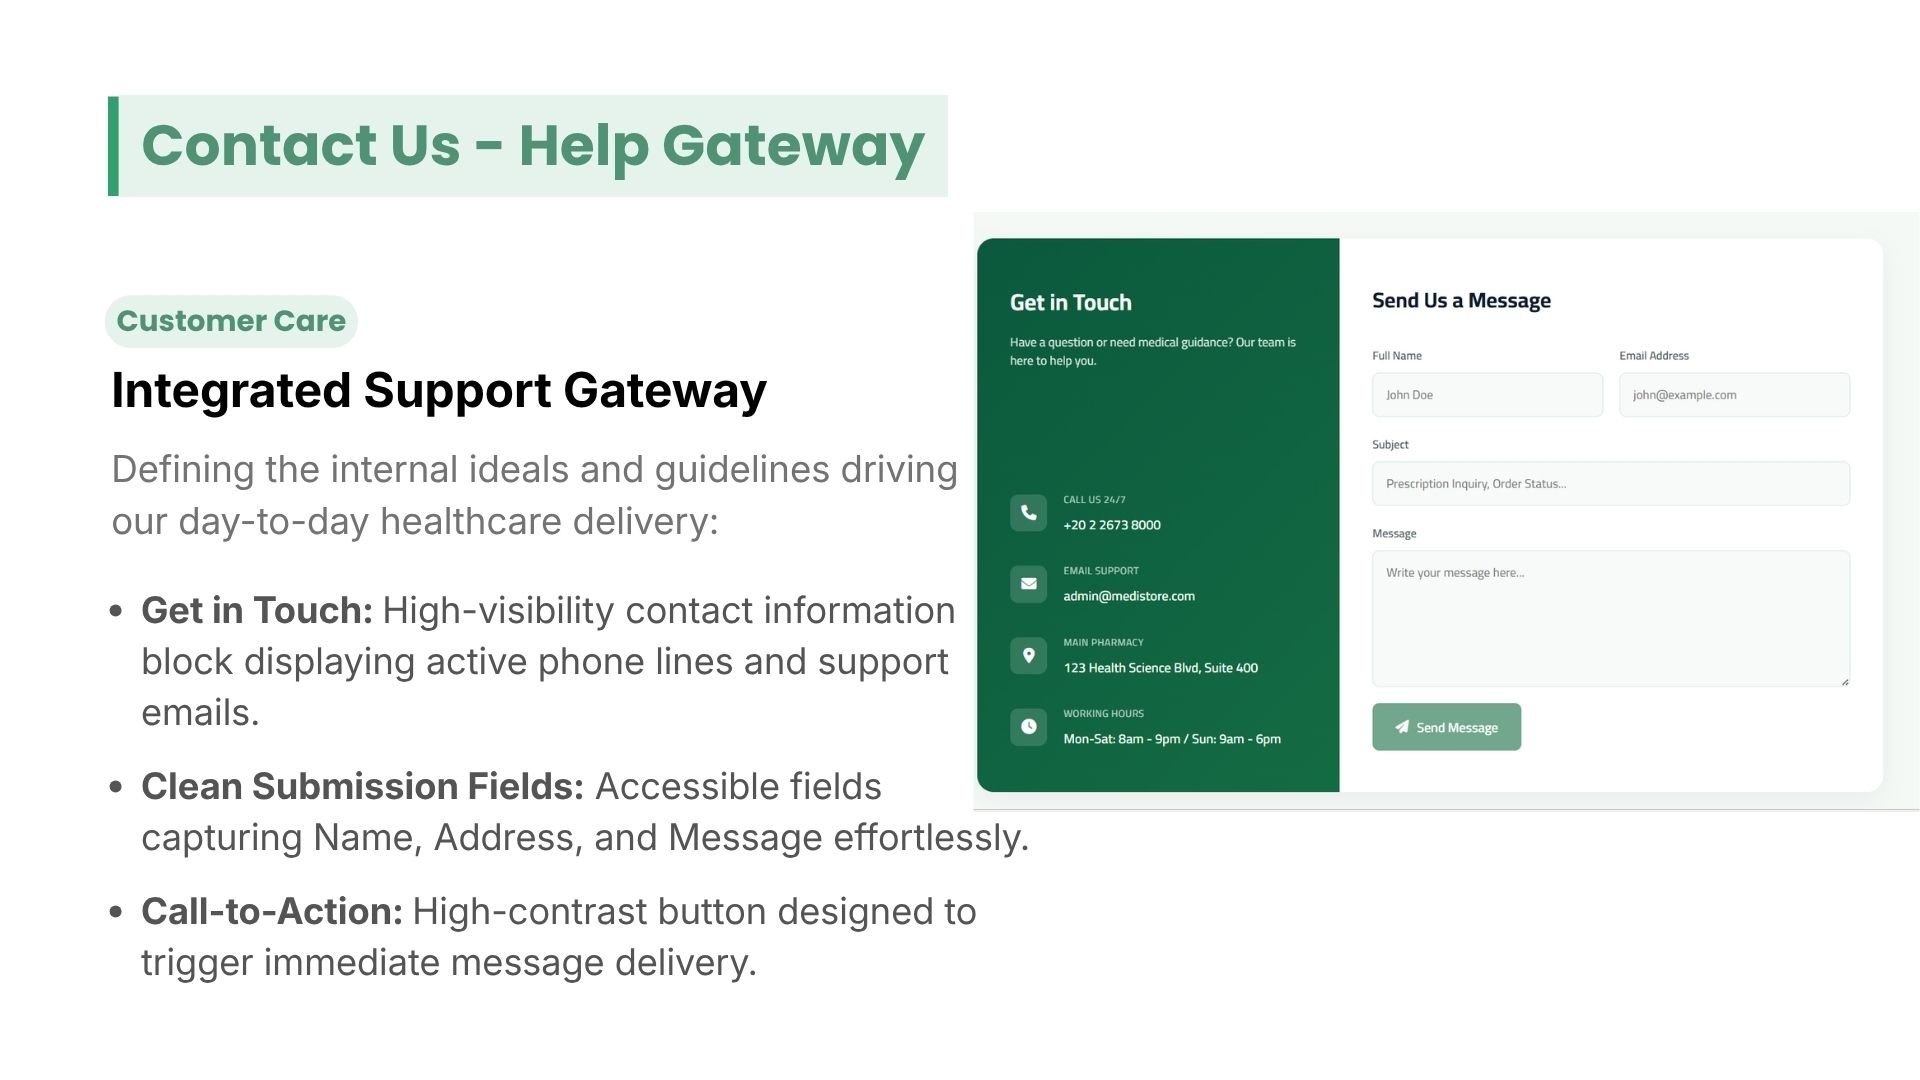 Contact Us - Help Gateway
Customer Care
Integrated Support Gateway
Defining the internal ideals and guidelines driving
our day-to-day healthcare delivery:
• Get in Touch: High-visibility contact information
block displaying active phone lines and support
emails.
• Clean Submission Fields: Accessible fields
capturing Name, Address, and Message effortlessly.
• Call-to-Action: High-contrast button designed to
trigger immediate message delivery.
Get in Touch
Have a question or need medical guidance? Our team is
here to help you.
CALL US 24/7
+20 2 2673 8000
EMAIL SUPPORT
admin@medistore.com
MAIN PHARMACY
123 Health Science Blvd, Suite 400
WORKING HOURS
Mon-Sat: 8am - 9pm / Sun: 9am - 6pm
Send Us a Message
Full Name
Email Address
John Doe
john@example.com
Subject
Prescription Inquiry, Order Status...
Message
Write your message here...
Send Message